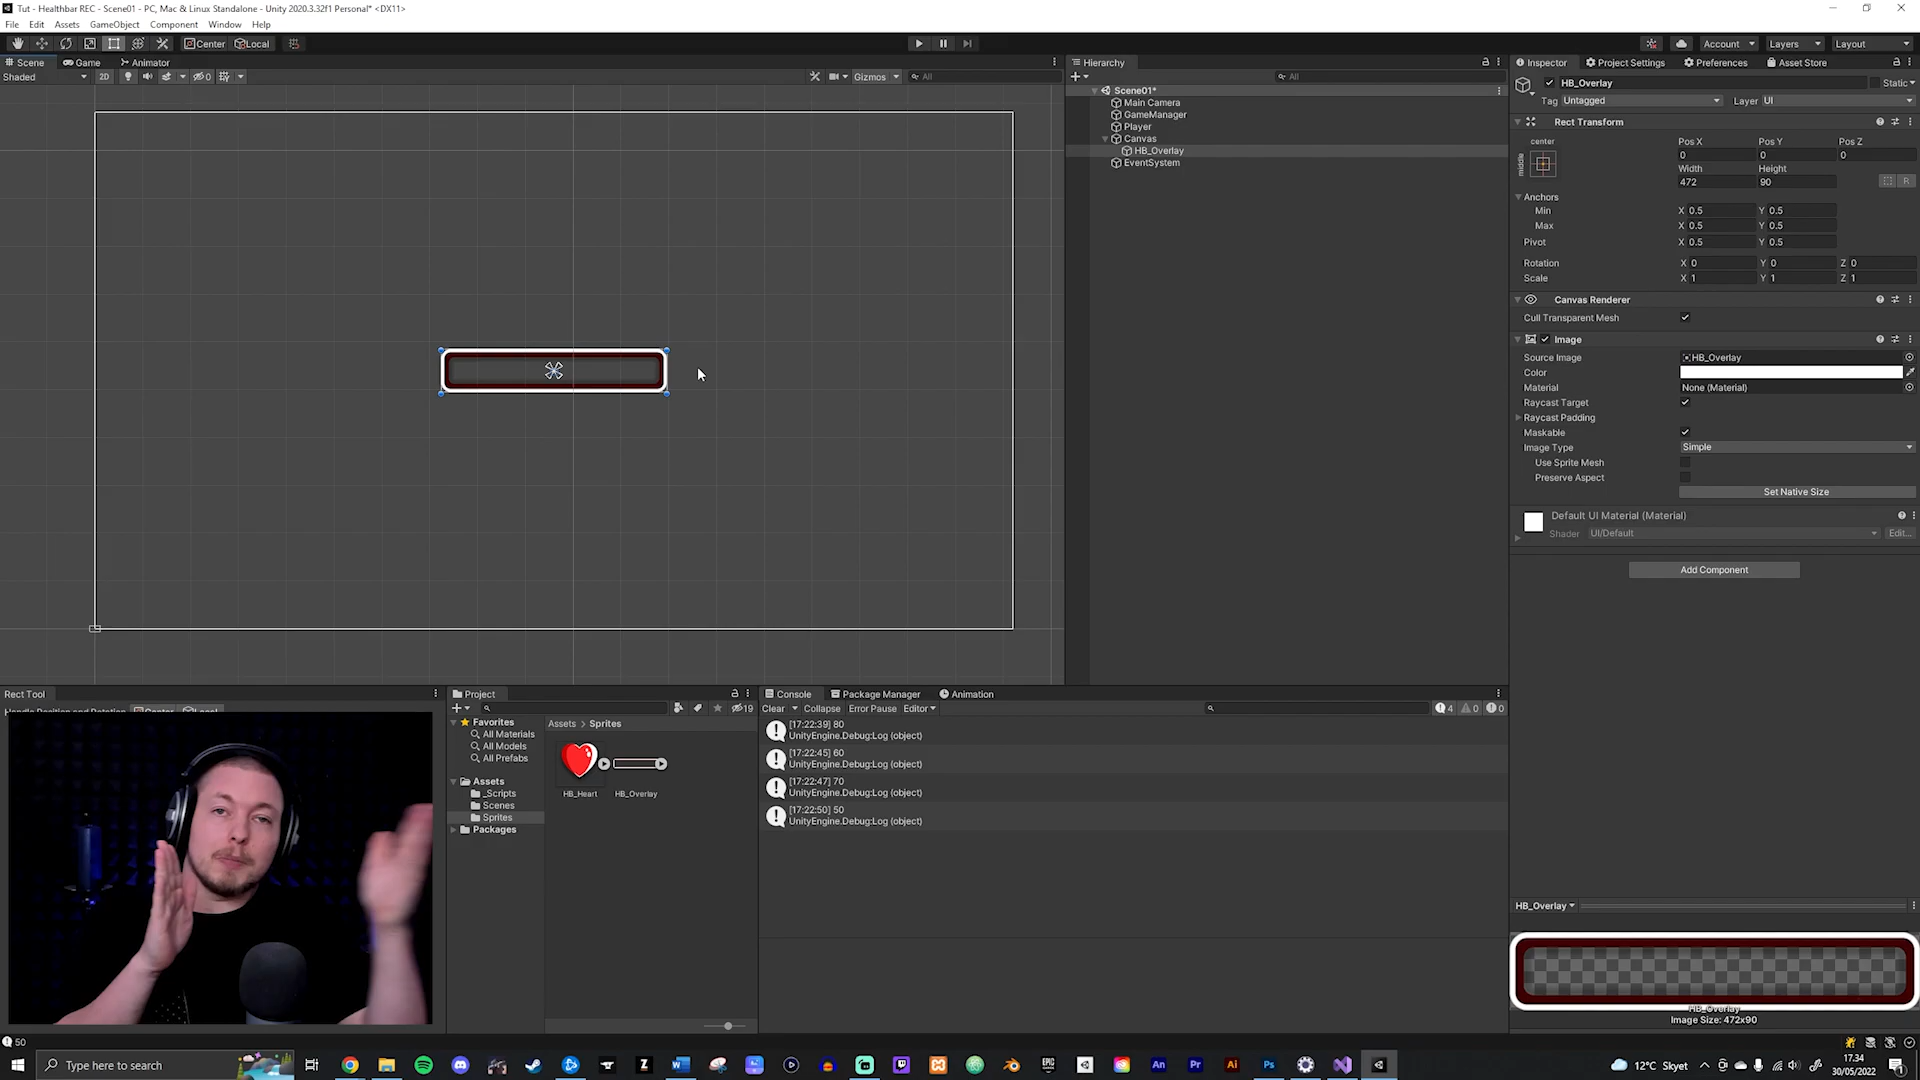 Tut - Healthbar REC - Scene01 - PC, Mac & Linux Standalone - Unity 2020.3.32f1 Personal* <DX11>
File Edit Assets GameObject Component Window Help
Center Local
Account Layers Layout
Scene Game Animator
Shaded 2D 0 Gizmos All
Hierarchy
All
Scene01*
Main Camera
GameManager
Player
Canvas
HB_Overlay
EventSystem
Inspector Project Settings Preferences Asset Store
HB_Overlay Static
Tag Untagged Layer UI
Rect Transform
center Pos X Pos Y Pos Z
middle 0 0 0
Width Height
472 90 R
Anchors
Min X 0.5 Y 0.5
Max X 0.5 Y 0.5
Pivot X 0.5 Y 0.5
Rotation X 0 Y 0 Z 0
Scale X 1 Y 1 Z 1
Canvas Renderer
Cull Transparent Mesh
Image
Source Image HB_Overlay
Color
Material None (Material)
Raycast Target
Raycast Padding
Maskable
Image Type Simple
Use Sprite Mesh
Preserve Aspect
Set Native Size
Default UI Material (Material)
Shader UI/Default Edit...
Add Component
HB_Overlay
HB_Overlay
Image Size: 472x90
Rect Tool
Project
19
Favorites
All Materials
All Models
All Prefabs
Assets
_Scripts
Scenes
Sprites
Packages
Assets > Sprites
HB_Heart HB_Overlay
Console Package Manager Animation
Clear Collapse Error Pause Editor 4 0 0
[17:22:39] 80
UnityEngine.Debug:Log (object)
[17:22:45] 60
UnityEngine.Debug:Log (object)
[17:22:47] 70
UnityEngine.Debug:Log (object)
[17:22:50] 50
UnityEngine.Debug:Log (object)
50
Type here to search
12°C Skyet
17.34
30/05/2022